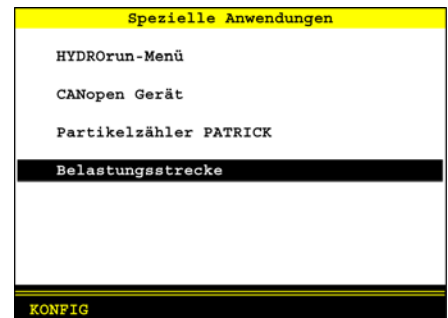 Spezielle Anwendungen
HYDROrun-Menü
CANopen Gerät
Partikelzähler PATRICK
Belastungsstrecke
KONFIG